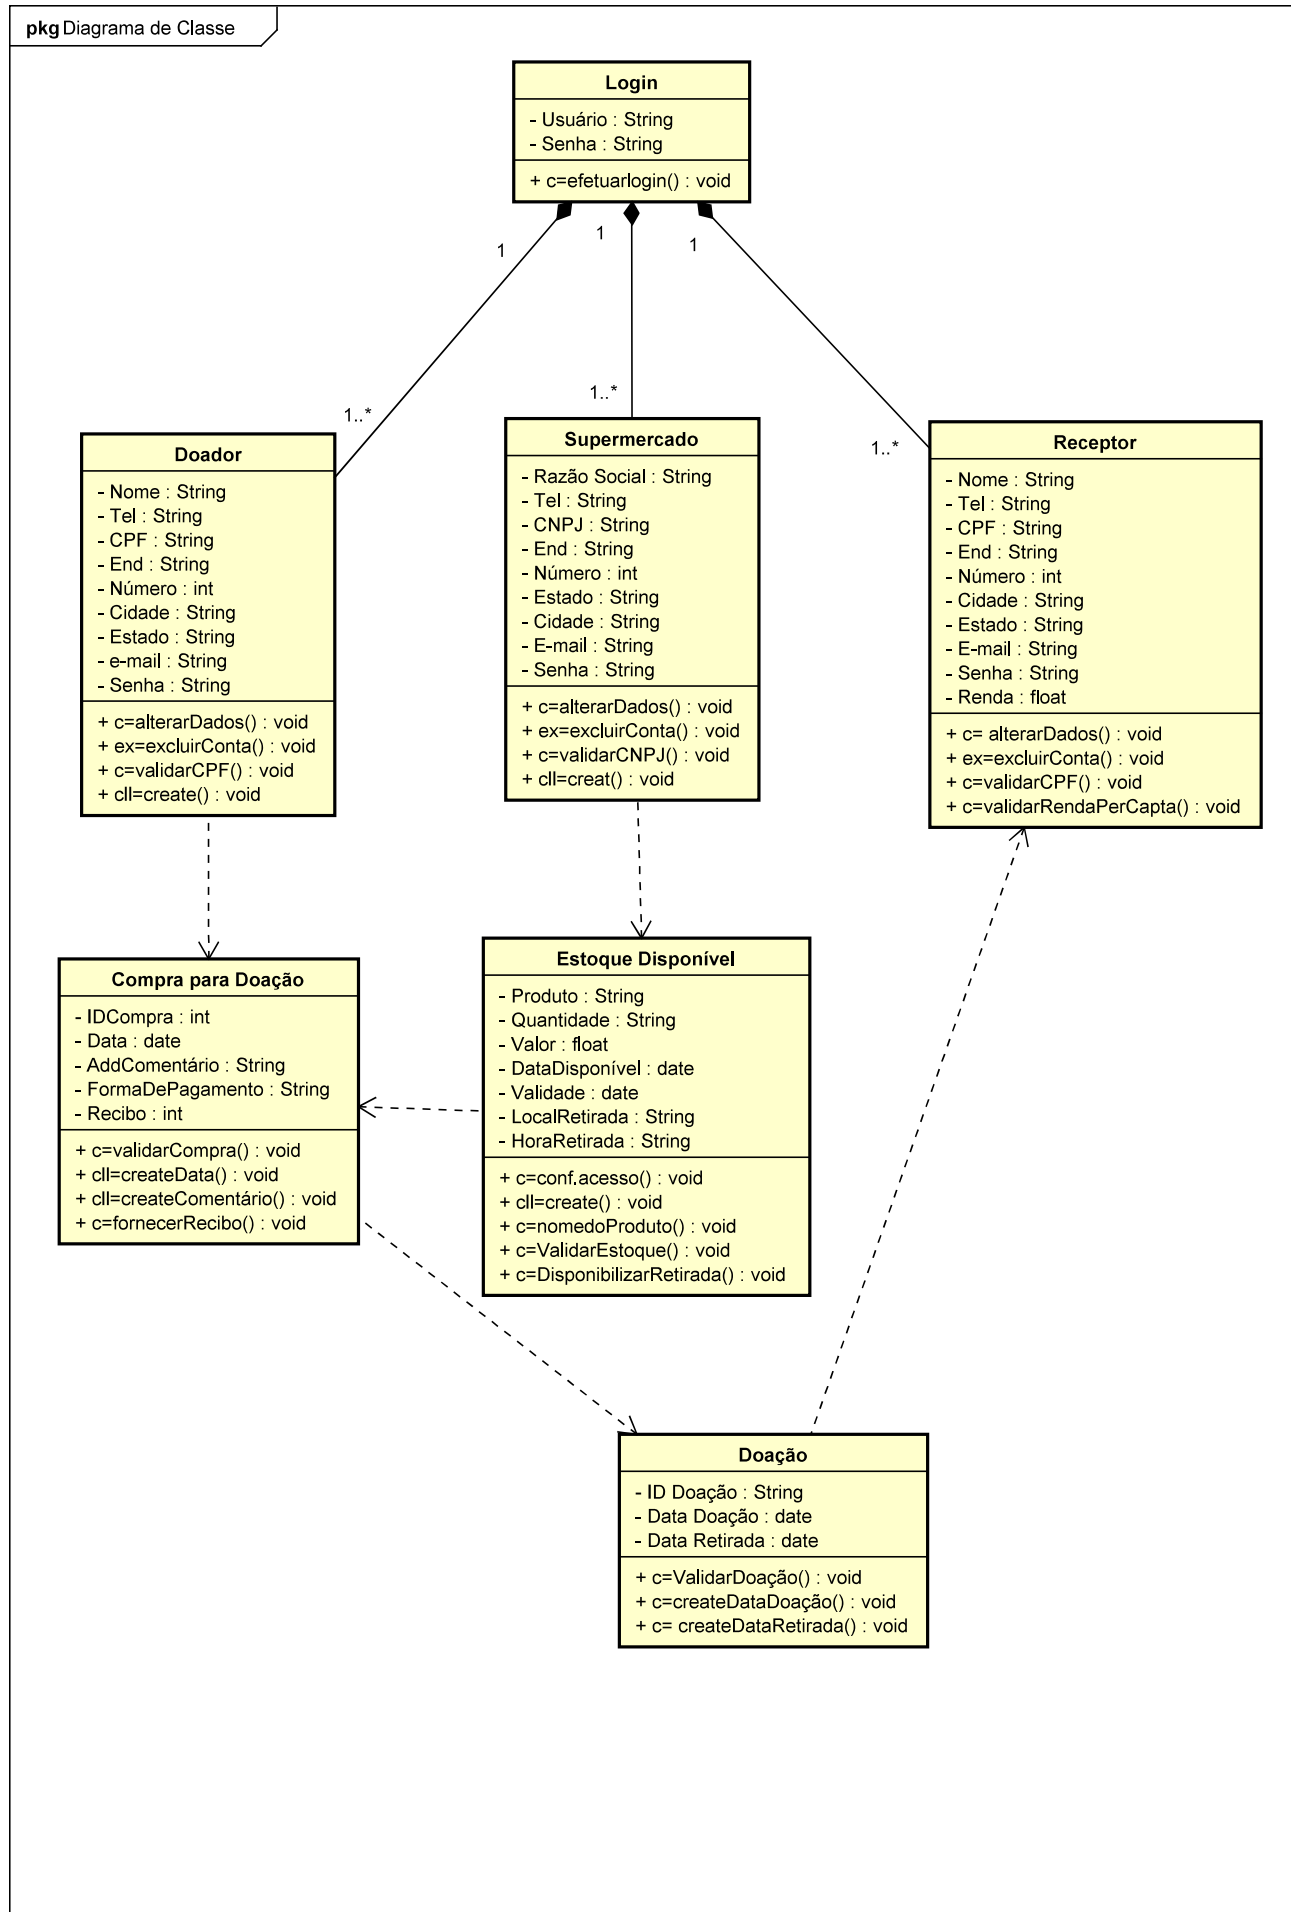 pkg Diagrama de Classe
Login
- Usuário : String
- Senha : String
+ c=efetuarlogin() : void
1
1
1
1..*
1..*
1..*
Doador
- Nome : String
- Tel : String
- CPF : String
- End : String
- Número : int
- Cidade : String
- Estado : String
- e-mail : String
- Senha : String
+ c=alterarDados() : void
+ ex=excluirConta() : void
+ c=validarCPF() : void
+ cll=create() : void
Supermercado
- Razão Social : String
- Tel : String
- CNPJ : String
- End : String
- Número : int
- Estado : String
- Cidade : String
- E-mail : String
- Senha : String
+ c=alterarDados() : void
+ ex=excluirConta() : void
+ c=validarCNPJ() : void
+ cll=creat() : void
Receptor
- Nome : String
- Tel : String
- CPF : String
- End : String
- Número : int
- Cidade : String
- Estado : String
- E-mail : String
- Senha : String
- Renda : float
+ c= alterarDados() : void
+ ex=excluirConta() : void
+ c=validarCPF() : void
+ c=validarRendaPerCapta() : void
Compra para Doação
- IDCompra : int
- Data : date
- AddComentário : String
- FormaDePagamento : String
- Recibo : int
+ c=validarCompra() : void
+ cll=createData() : void
+ cll=createComentário() : void
+ c=fornecerRecibo() : void
Estoque Disponível
- Produto : String
- Quantidade : String
- Valor : float
- DataDisponível : date
- Validade : date
- LocalRetirada : String
- HoraRetirada : String
+ c=conf.acesso() : void
+ cll=create() : void
+ c=nomedoProduto() : void
+ c=ValidarEstoque() : void
+ c=DisponibilizarRetirada() : void
Doação
- ID Doação : String
- Data Doação : date
- Data Retirada : date
+ c=ValidarDoação() : void
+ c=createDataDoação() : void
+ c= createDataRetirada() : void